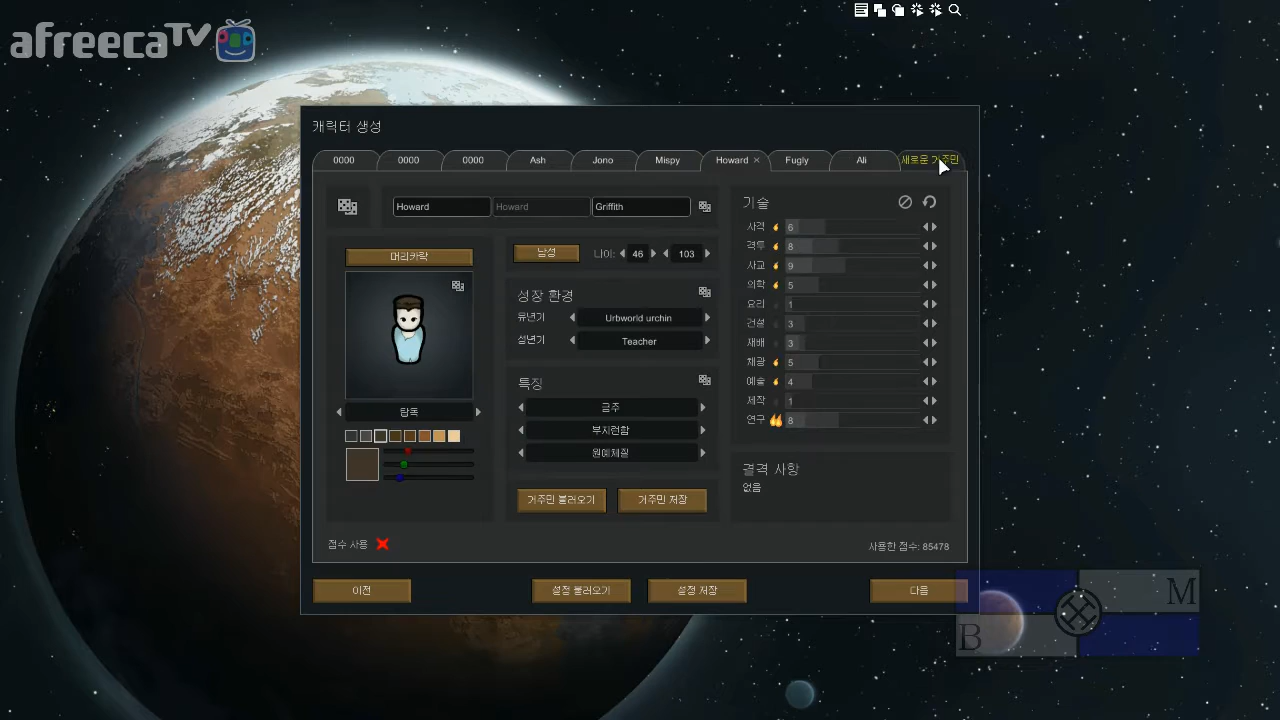 afreecaTV
캐릭터 생성
0000
0000
0000
Ash
Jono
Mispy
Howard ×
Fugly
Ali
새로운 거주민
Howard
Howard
Griffith
머리카락
탐독
남성
나이:
46
103
성장 환경
유년기
Urbworld urchin
성년기
Teacher
특징
금주
부지런함
원예체질
거주민 불러오기
거주민 저장
기술
사격 6
격투 8
사교 9
의학 5
요리 1
건설 3
재배 3
채광 5
예술 4
제작 1
연구 8
결격 사항
없음
점수 사용
사용한 점수: 85478
이전
설정 불러오기
설정 저장
다음
M
B